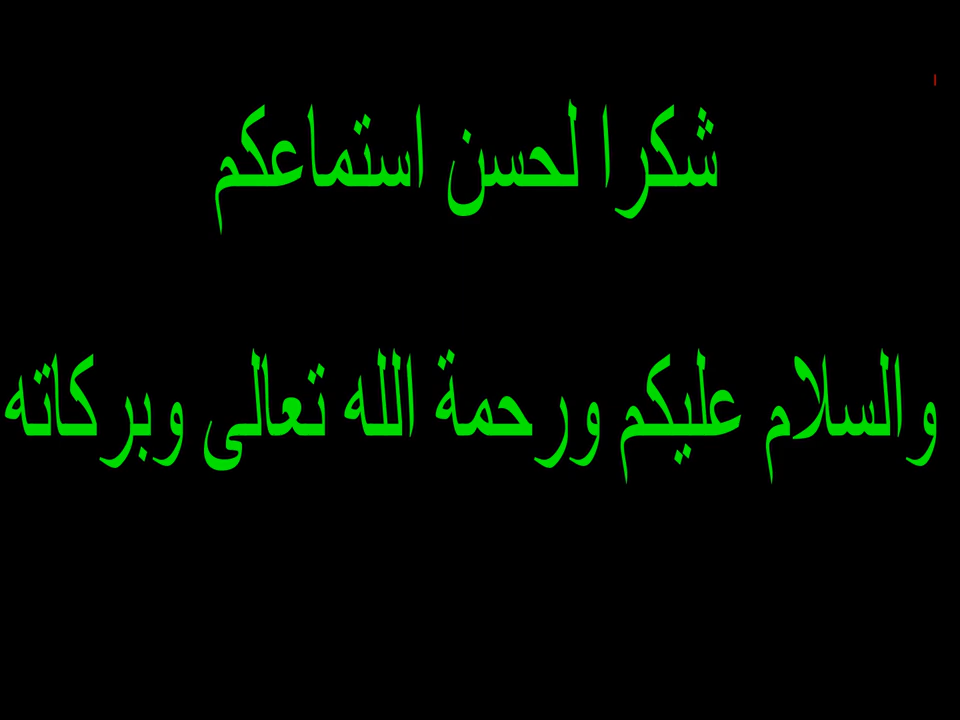 شكرا لحسن استماعكم
والسلام عليكم ورحمة الله تعالى وبركاته